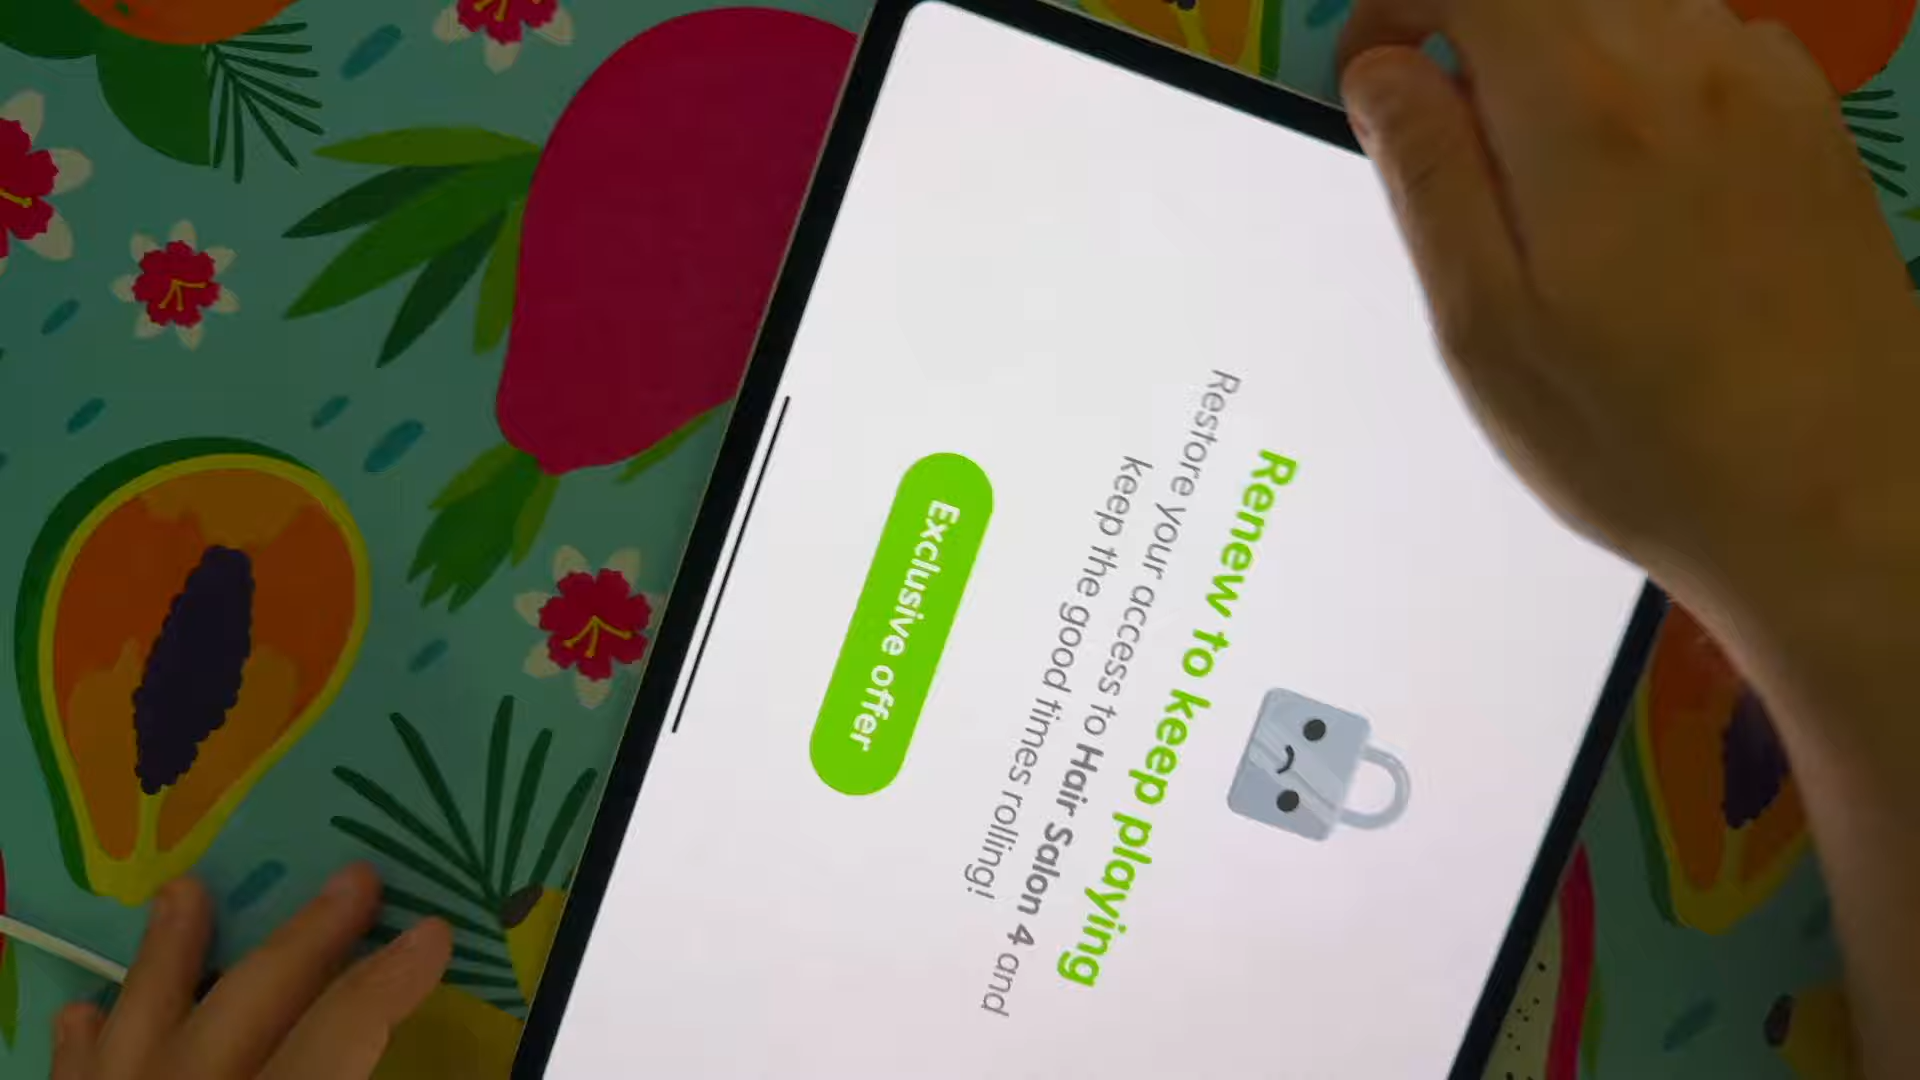 Renew to keep playing
Restore your access to Hair Salon 4 and
keep the good times rolling!
Exclusive offer